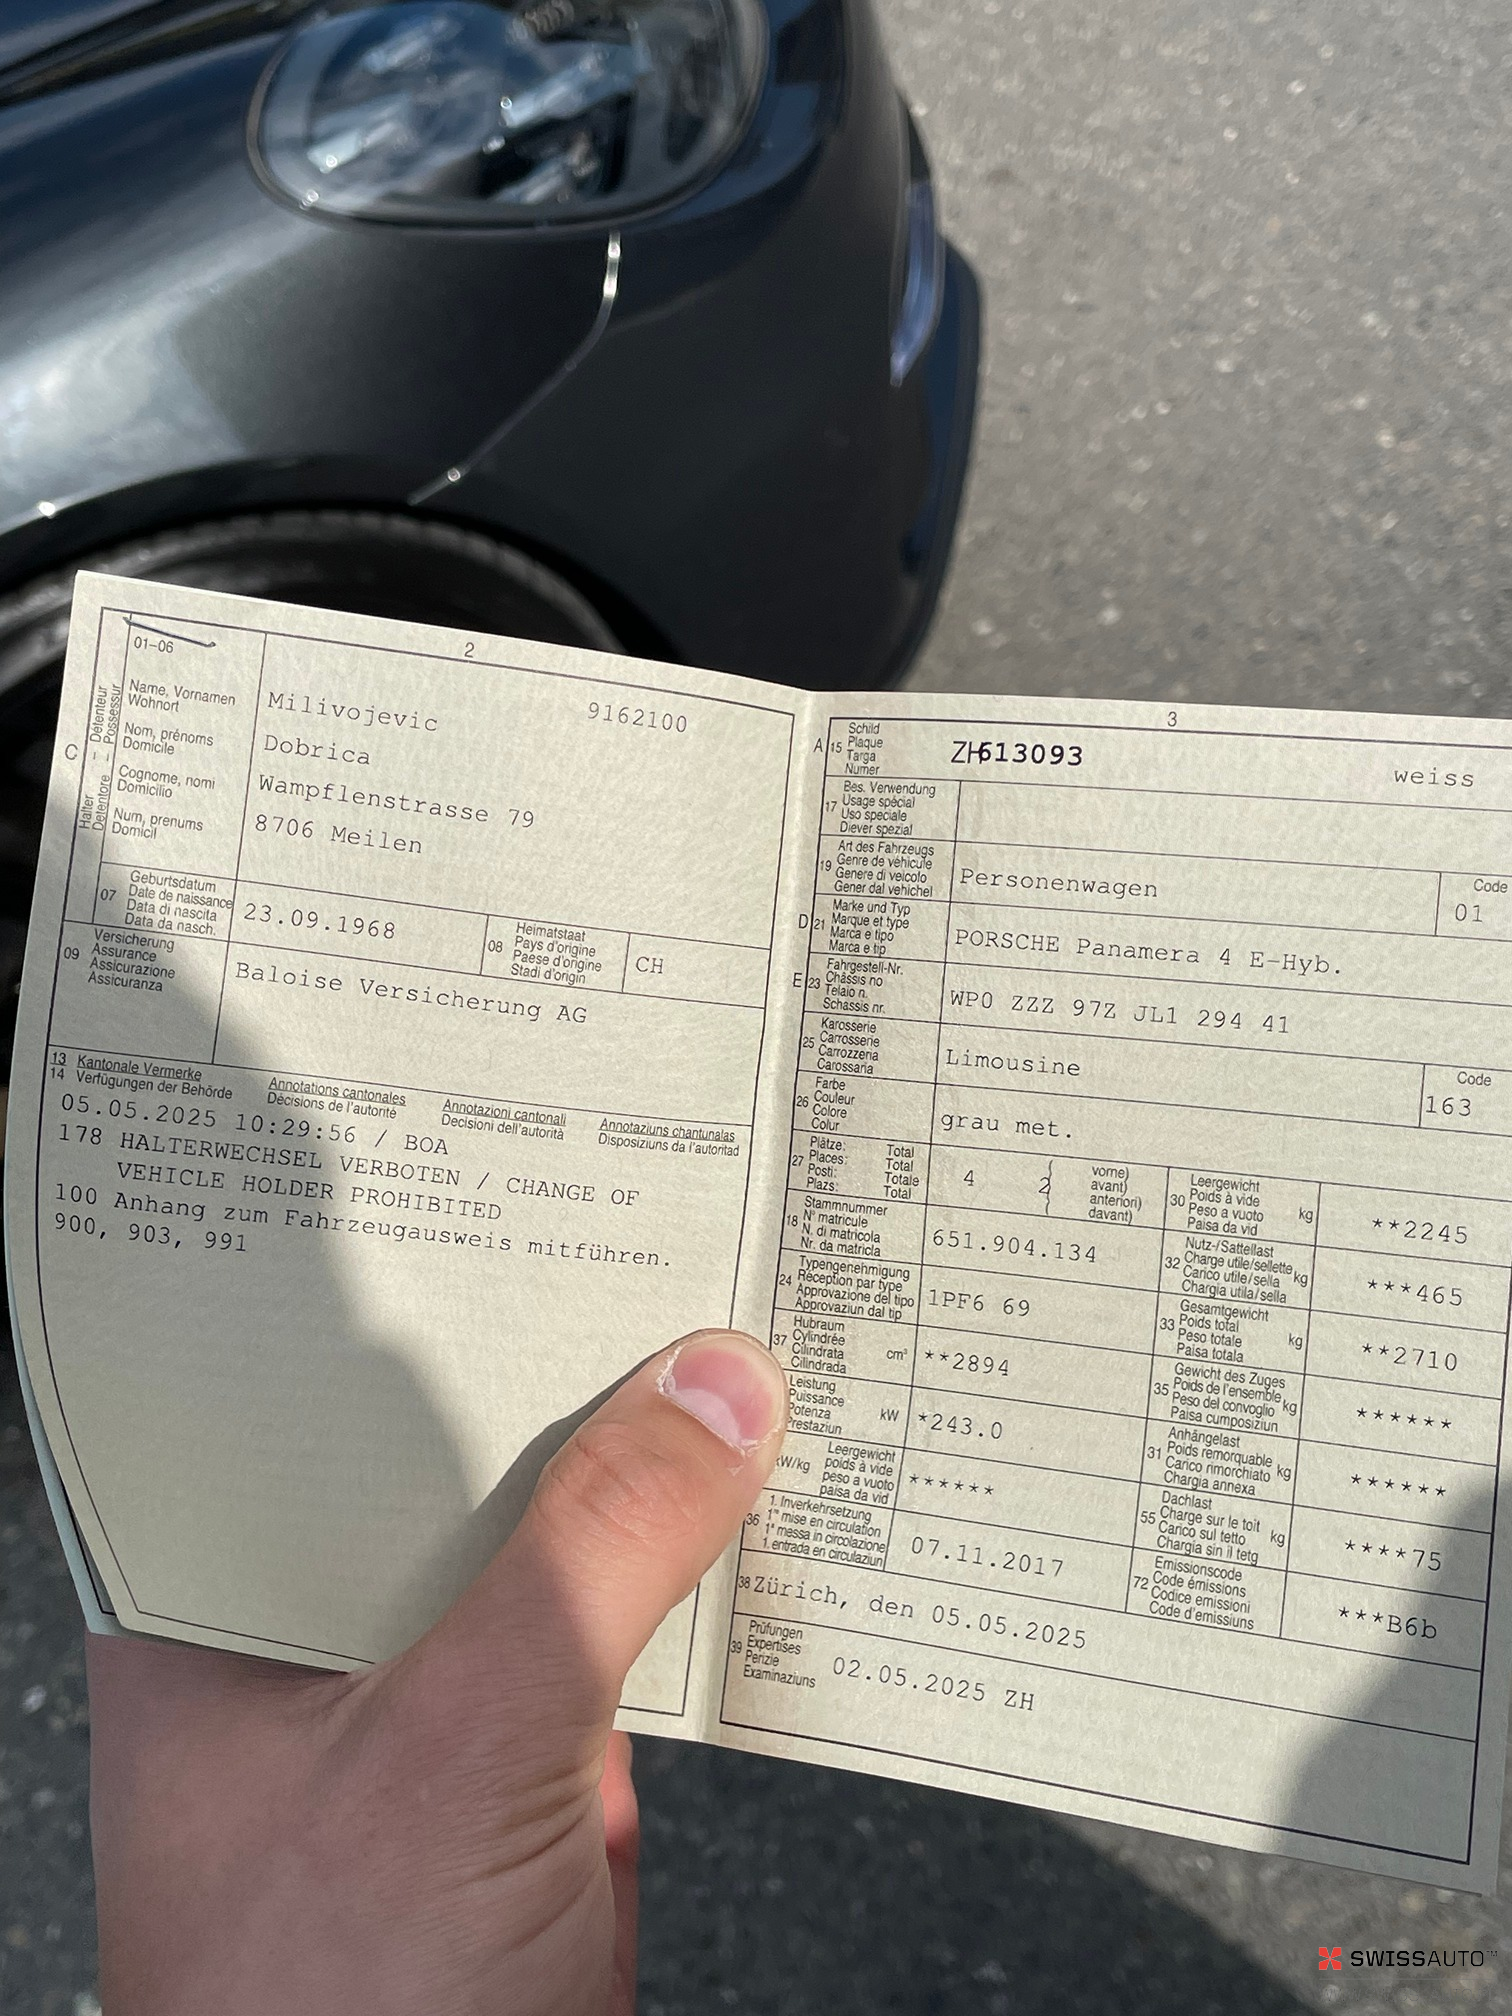 2
01-06
C
Halter - Détenteur
Detentore - Possessur
Name, Vornamen
Wohnort
Nom, prénoms
Domicile
Cognome, nomi
Domicilio
Num, prenums
Domicil
Milivojevic 9162100
Dobrica
Wampflenstrasse 79
8706 Meilen
07
Geburtsdatum
Date de naissance
Data di nascita
Data da nasch.
23.09.1968
08
Heimatstaat
Pays d'origine
Paese d'origine
Stadi d'origin
CH
09
Versicherung
Assurance
Assicurazione
Assicuranza
Baloise Versicherung AG
13 Kantonale Vermerke Annotations cantonales Annotazioni cantonali Annotaziuns chantunalas
14 Verfügungen der Behörde Décisions de l'autorité Decisioni dell'autorità Disposiziuns da l'autoritad
05.05.2025 10:29:56 / BOA
178 HALTERWECHSEL VERBOTEN / CHANGE OF
VEHICLE HOLDER PROHIBITED
100 Anhang zum Fahrzeugausweis mitführen.
900, 903, 991
3
A 15
Schild
Plaque
Targa
Numer
ZH613093 weiss
17
Bes. Verwendung
Usage spécial
Uso speciale
Diever spezial
19
Art des Fahrzeugs
Genre de véhicule
Genere di veicolo
Gener dal vehichel
Personenwagen
Code
01
D 21
Marke und Typ
Marque et type
Marca e tipo
Marca e tip
PORSCHE Panamera 4 E-Hyb.
E 23
Fahrgestell-Nr.
Châssis no
Telaio n.
Schassis nr.
WP0 ZZZ 97Z JL1 294 41
25
Karosserie
Carrosserie
Carrozzeria
Carossaria
Limousine
Code
163
26
Farbe
Couleur
Colore
Colur
grau met.
27
Plätze: Total
Places: Total
Posti: Totale
Plazs: Total
4 2
vorne)
avant)
anteriori)
davant)
30
Leergewicht
Poids à vide
Peso a vuoto
Paisa da vid
kg
**2245
18
Stammnummer
N° matricule
N. di matricola
Nr. da matricla
651.904.134
32
Nutz-/Sattellast
Charge utile/sellette
Carico utile/sella
Chargia utila/sella
kg
***465
24
Typengenehmigung
Réception par type
Approvazione del tipo
Approvaziun dal tip
1PF6 69
33
Gesamtgewicht
Poids total
Peso totale
Paisa totala
kg
**2710
37
Hubraum
Cylindrée
Cilindrata
Cilindrada
cm³
**2894
35
Gewicht des Zuges
Poids de l'ensemble
Peso del convoglio
Paisa cumposiziun
kg
******
Leistung
Puissance
Potenza
Prestaziun
kW
*243.0
31
Anhängelast
Poids remorquable
Carico rimorchiato
Chargia annexa
kg
******
kW/kg
Leergewicht
poids à vide
peso a vuoto
paisa da vid
******
55
Dachlast
Charge sur le toit
Carico sul tetto
Chargia sin il tetg
kg
****75
36
1. Inverkehrsetzung
1re mise en circulation
1a messa in circolazione
1. entrada en circulaziun
07.11.2017
72
Emissionscode
Code émissions
Codice emissioni
Code d'emissiuns
***B6b
38 Zürich, den 05.05.2025
39
Prüfungen
Expertises
Perizie
Examinaziuns
02.05.2025 ZH
SWISSAUTO™